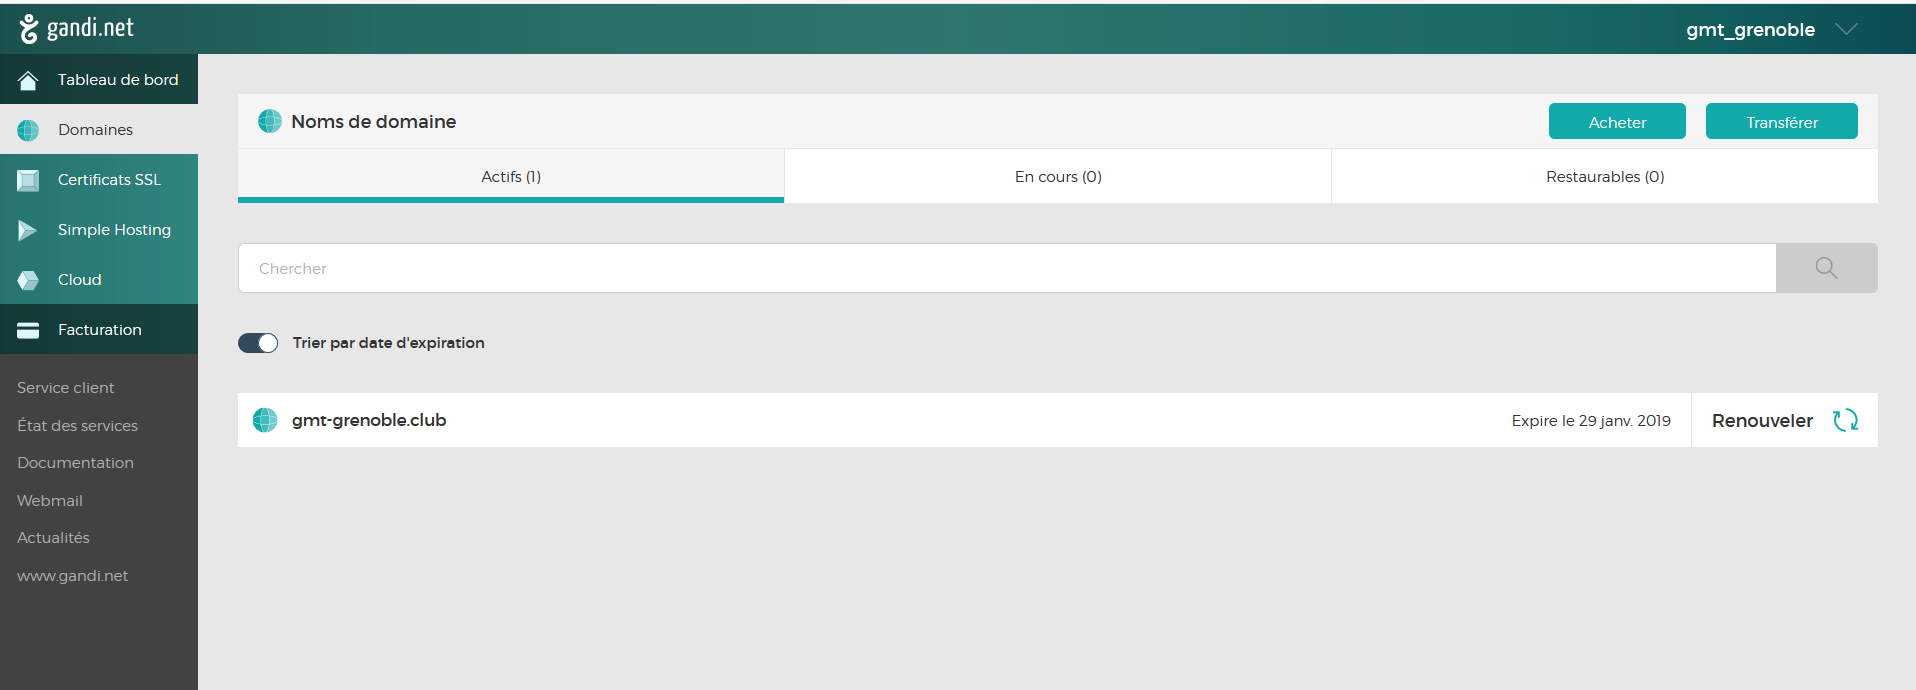 gandi.net
gmt_grenoble
Tableau de bord
Domaines
Certificats SSL
Simple Hosting
Cloud
Facturation
Service client
État des services
Documentation
Webmail
Actualités
www.gandi.net
Noms de domaine
Acheter
Transférer
Actifs (1)
En cours (0)
Restaurables (0)
Chercher
Trier par date d'expiration
gmt-grenoble.club
Expire le 29 janv. 2019
Renouveler